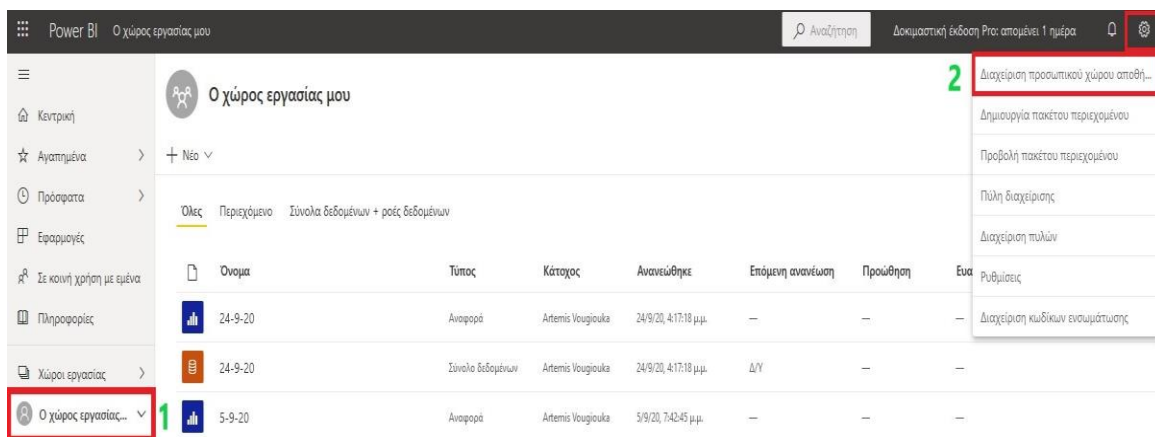 Power BI Ο χώρος εργασίας μου
Αναζήτηση
Δοκιμαστική έκδοση Pro: απομένει 1 ημέρα
Κεντρική
Αγαπημένα
Πρόσφατα
Εφαρμογές
Σε κοινή χρήση με εμένα
Πληροφορίες
Χώροι εργασίας
Ο χώρος εργασίας...
1
Ο χώρος εργασίας μου
Νέο
Όλες Περιεχόμενο Σύνολα δεδομένων + ροές δεδομένων
Όνομα Τύπος Κάτοχος Ανανεώθηκε Επόμενη ανανέωση Προώθηση Ευα
24-9-20 Αναφορά Artemis Vougiouka 24/9/20, 4:17:18 μ.μ. — — —
24-9-20 Σύνολο δεδομένων Artemis Vougiouka 24/9/20, 4:17:18 μ.μ. Δ/Υ — —
5-9-20 Αναφορά Artemis Vougiouka 5/9/20, 7:42:45 μ.μ. — — —
2
Διαχείριση προσωπικού χώρου αποθή...
Δημιουργία πακέτου περιεχομένου
Προβολή πακέτου περιεχομένου
Πύλη διαχείρισης
Διαχείριση πυλών
Ρυθμίσεις
Διαχείριση κωδίκων ενσωμάτωσης